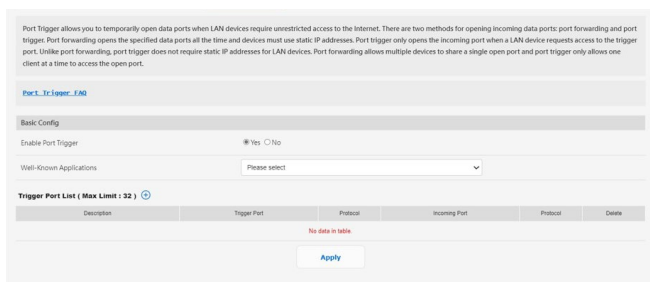 Port Trigger allows you to temporarily open data ports when LAN devices require unrestricted access to the Internet. There are two methods for opening incoming data ports: port forwarding and port
trigger. Port forwarding opens the specified data ports all the time and devices must use static IP addresses. Port trigger only opens the incoming port when a LAN device requests access to the trigger
port. Unlike port forwarding, port trigger does not require static IP addresses for LAN devices. Port forwarding allows multiple devices to share a single open port and port trigger only allows one
client at a time to access the open port.
Port Trigger FAQ
Basic Config
Enable Port Trigger Yes No
Well-Known Applications Please select
Trigger Port List ( Max Limit : 32 )
Description Trigger Port Protocol Incoming Port Protocol Delete
No data in table
Apply